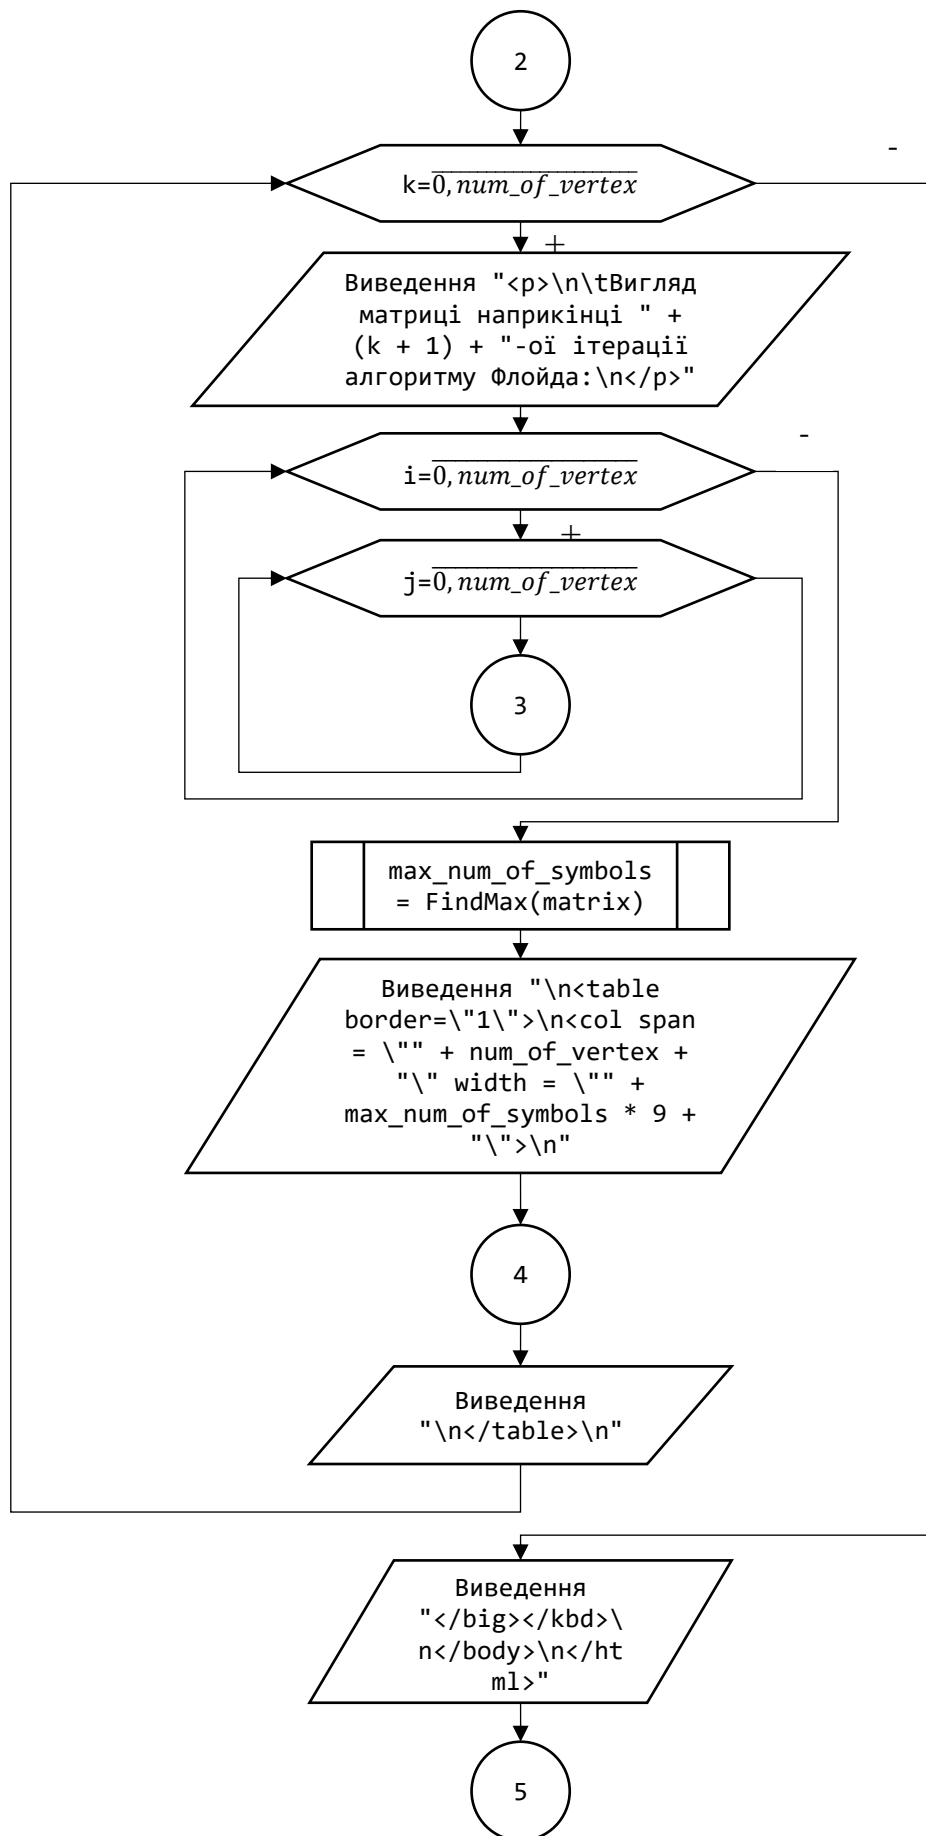 2
-
k=0, num_of_vertex
+
Виведення "<p>\n\tВигляд
матриці наприкінці " +
(k + 1) + "-ої ітерації
алгоритму Флойда:\n</p>"
-
i=0, num_of_vertex
+
j=0, num_of_vertex
3
max_num_of_symbols
= FindMax(matrix)
Виведення "\n<table
border=\"1\">\n<col span
= \"" + num_of_vertex +
"\" width = \"" +
max_num_of_symbols * 9 +
"\">\n"
4
Виведення
"\n</table>\n"
Виведення
"</big></kbd>\
n</body>\n</ht
ml>"
5